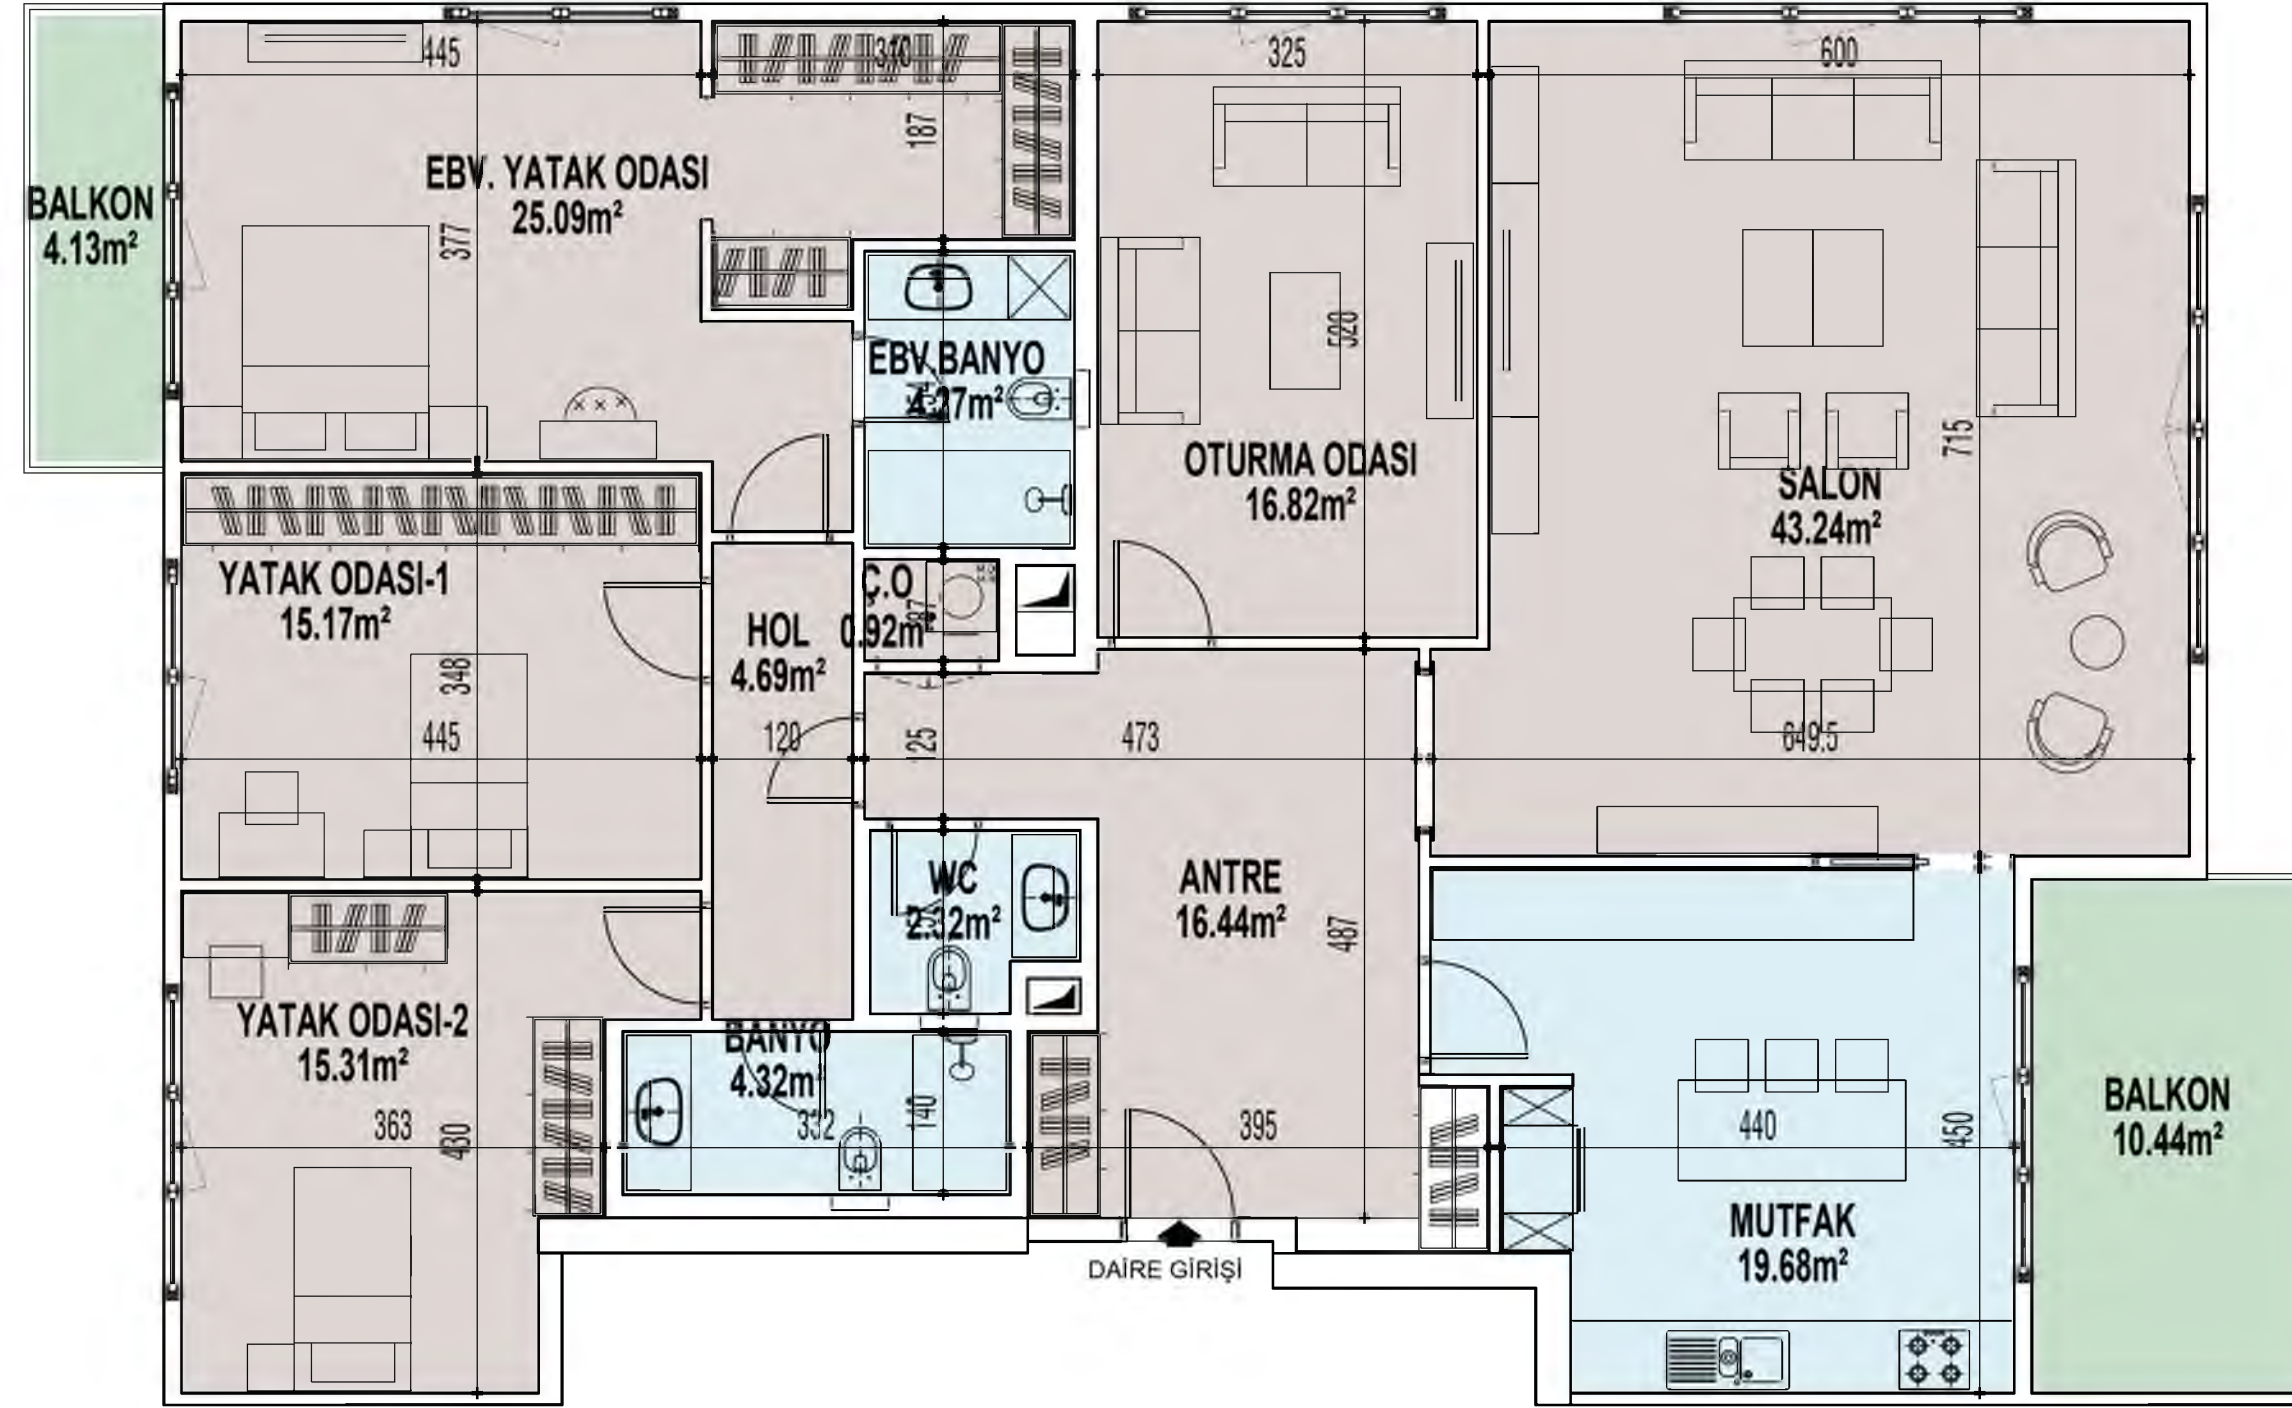 445
310
325
600
187
EBV. YATAK ODASI
25.09m²
BALKON
4.13m²
377
EBV.BANYO
4.27m²
520
OTURMA ODASI
16.82m²
715
SALON
43.24m²
YATAK ODASI-1
15.17m²
Ç.O
0.92m
87
HOL
4.69m²
348
445
120
125
473
649.5
WC
2.32m²
ANTRE
16.44m²
487
YATAK ODASI-2
15.31m²
BANYO
4.32m²
363
430
332
140
395
440
450
BALKON
10.44m²
MUTFAK
19.68m²
DAİRE GİRİŞİ